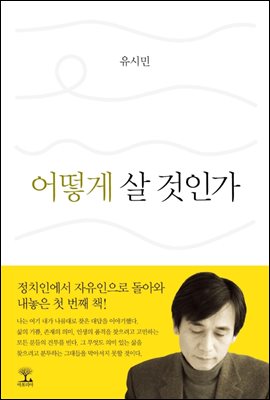 유시민
어떻게 살 것인가
정치인에서 자유인으로 돌아와
내놓은 첫 번째 책!
나는 여기 내가 나름대로 찾은 대답을 이야기했다.
삶의 기쁨, 존재의 의미, 인생의 품격을 찾으려고 고민하는
모든 분들의 건투를 빈다. 그 무엇도 의미 있는 삶을
찾으려고 분투하는 그대들을 막아서지 못할 것이다.
아포리아